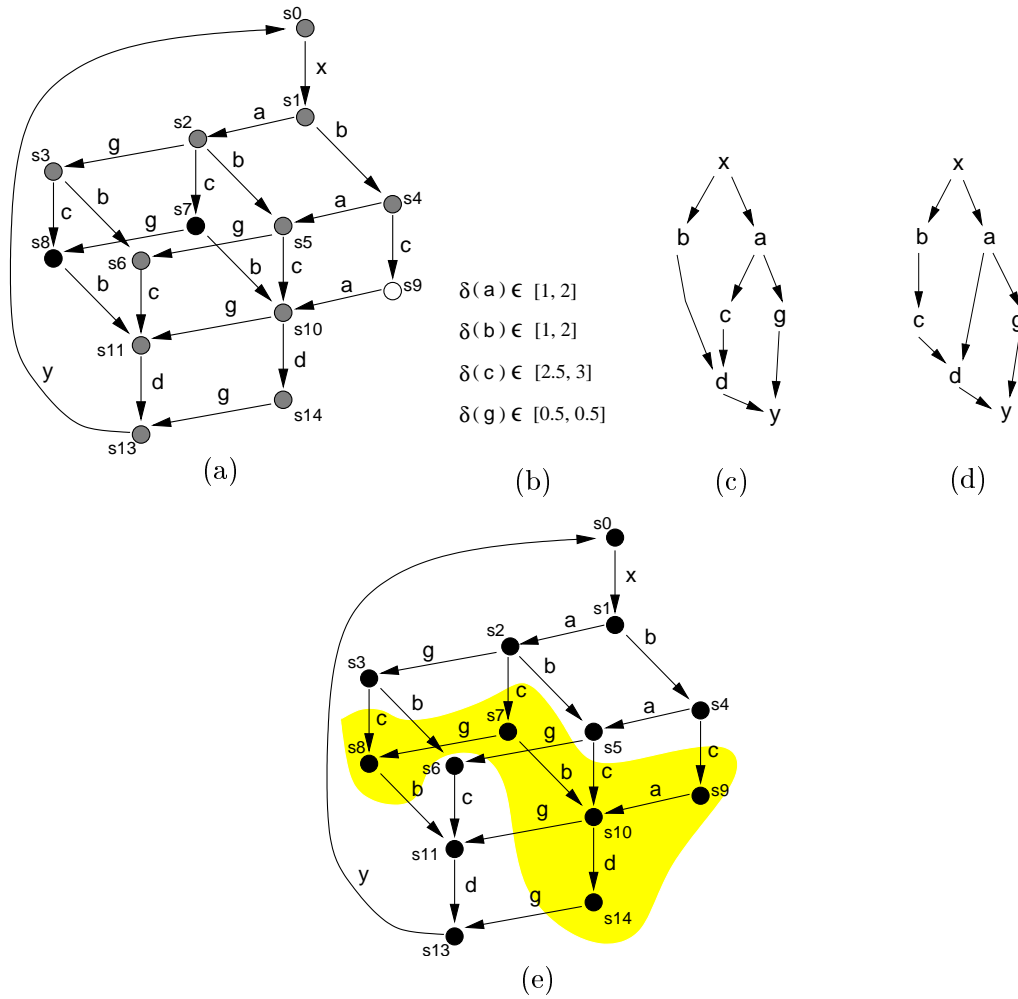 s0
x
s1
a
b
s2
g
s3
c
b
c
b
s7
a
s4
g
g
s8
s6
s5
c
b
c
c
b
a
s9
g
s10
s11
d
d
y
g
s14
s13
(a)
δ(a) ϵ [1, 2]
δ(b) ϵ [1, 2]
δ(c) ϵ [2.5, 3]
δ(g) ϵ [0.5, 0.5]
(b)
x
b a
c g
d
y
(c)
x
b a
c g
d
y
(d)
s0
x
s1
a
b
s2
g
s3
c
b
c
b
s7
a
s4
g
g
s8
s6
s5
c
b
c
c
b
a
s9
g
s10
s11
d
d
y
g
s14
s13
(e)